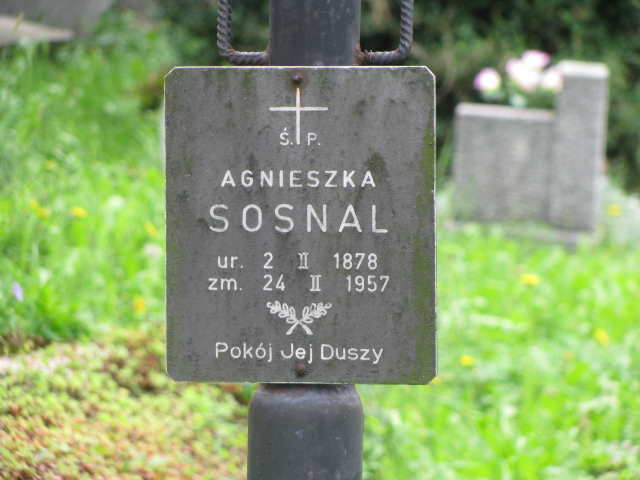 Ś. P.
AGNIESZKA
SOSNAL
ur. 2 II 1878
zm. 24 II 1957
Pokój Jej Duszy